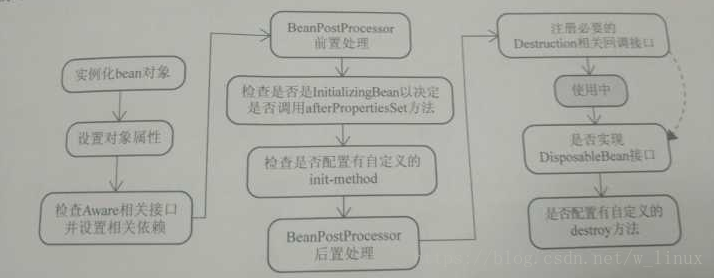 实例化bean对象
设置对象属性
检查Aware相关接口
并设置相关依赖
BeanPostProcessor
前置处理
检查是否是InitializingBean以决定
是否调用afterPropertiesSet方法
检查是否配置有自定义的
init-method
BeanPostProcessor
后置处理
注册必要的
Destruction相关回调接口
使用中
是否实现
DisposableBean接口
是否配置有自定义的
destroy方法
https://blog.csdn.net/w_linux